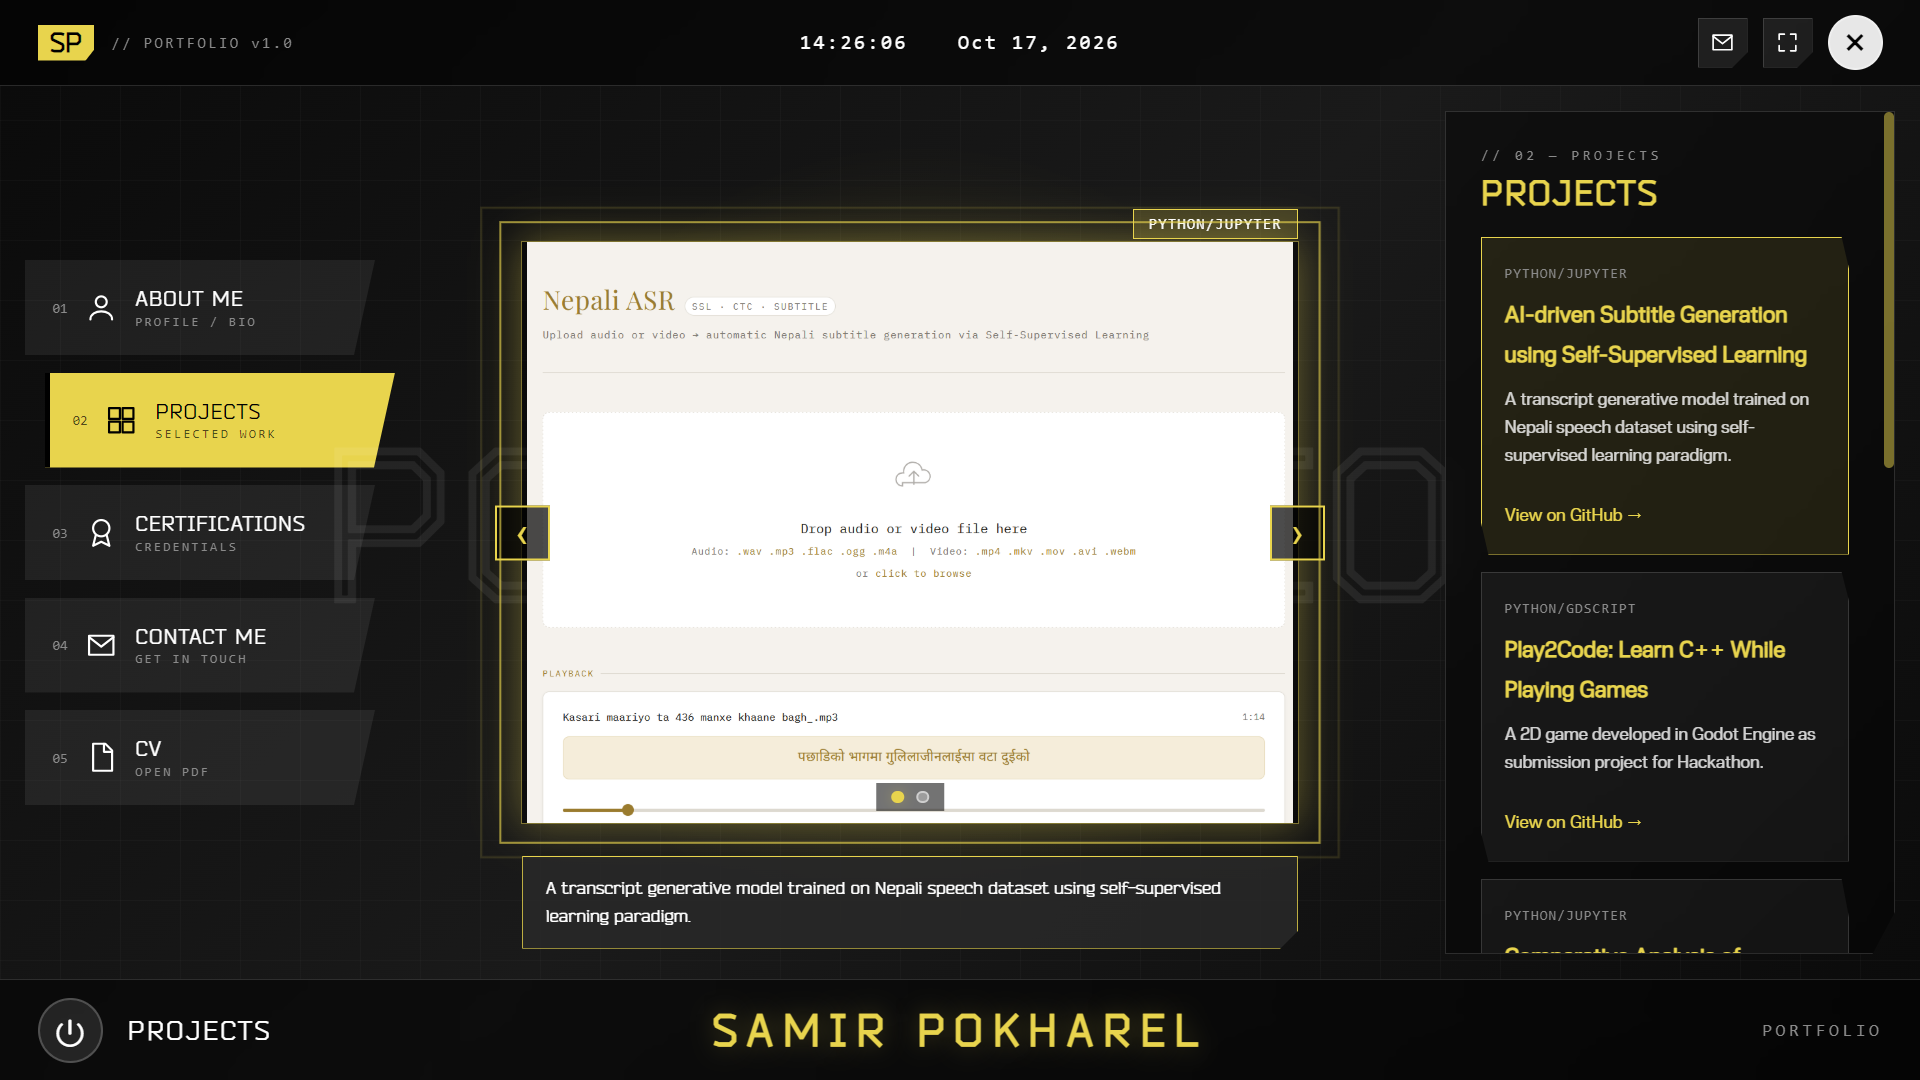 SP // PORTFOLIO v1.0
14:26:06 Oct 17, 2026
01 ABOUT ME
PROFILE / BIO
02 PROJECTS
SELECTED WORK
03 CERTIFICATIONS
CREDENTIALS
04 CONTACT ME
GET IN TOUCH
05 CV
OPEN PDF
PYTHON/JUPYTER
Nepali ASR SSL · CTC · SUBTITLE
Upload audio or video → automatic Nepali subtitle generation via Self-Supervised Learning
Drop audio or video file here
Audio: .wav .mp3 .flac .ogg .m4a | Video: .mp4 .mkv .mov .avi .webm
or click to browse
PLAYBACK
Kasari maariyo ta 436 manxe khaane bagh_.mp3 1:14
पछाडिको भागमा गुलिलाजीनलाईसा वटा दुईको
A transcript generative model trained on Nepali speech dataset using self-supervised
learning paradigm.
// 02 — PROJECTS
PROJECTS
PYTHON/JUPYTER
AI-driven Subtitle Generation
using Self-Supervised Learning
A transcript generative model trained on
Nepali speech dataset using self-
supervised learning paradigm.
View on GitHub →
PYTHON/GDSCRIPT
Play2Code: Learn C++ While
Playing Games
A 2D game developed in Godot Engine as
submission project for Hackathon.
View on GitHub →
PYTHON/JUPYTER
Comparative Analysis of
PROJECTS
SAMIR POKHAREL
PORTFOLIO